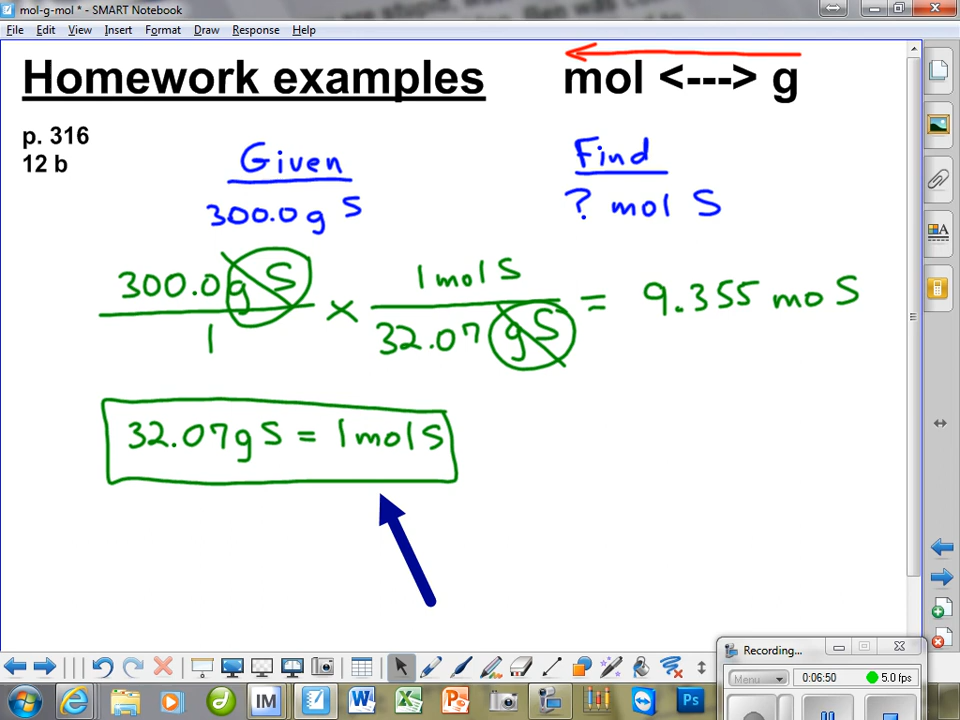 mol-g-mol * - SMART Notebook
File Edit View Insert Format Draw Response Help
Homework examples mol <---> g
p. 316
12 b
Given
300.0g S
Find
? mol S
300.0g S / 1 × 1 mol S / 32.07 g S = 9.355 mo S
32.07g S = 1 mol S
Recording...
Menu
0:06:50 5.0 fps
IM
Ps